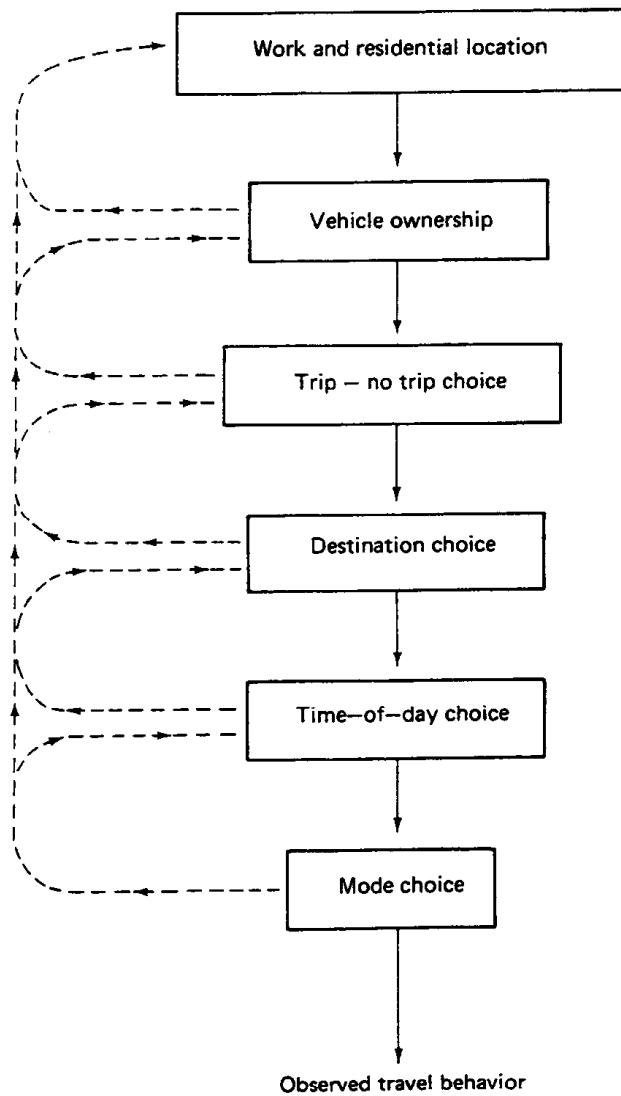 Work and residential location
Vehicle ownership
Trip – no trip choice
Destination choice
Time–of–day choice
Mode choice
Observed travel behavior